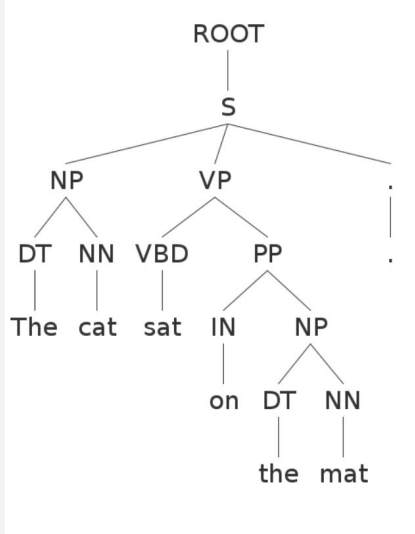 ROOT
S
NP VP .
DT NN VBD PP .
The cat sat IN NP
on DT NN
the mat